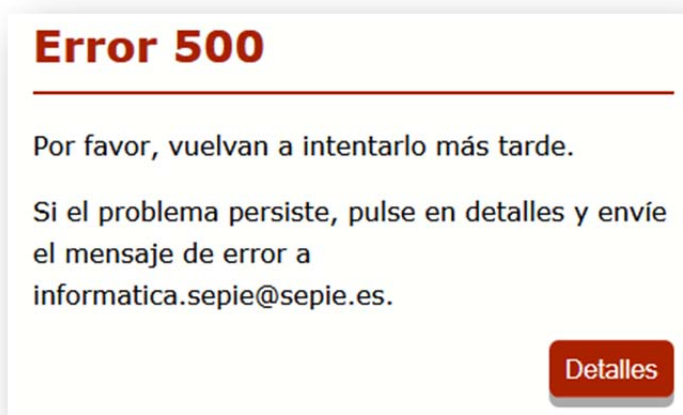 Error 500
Por favor, vuelvan a intentarlo más tarde.
Si el problema persiste, pulse en detalles y envíe
el mensaje de error a
informatica.sepie@sepie.es.
Detalles